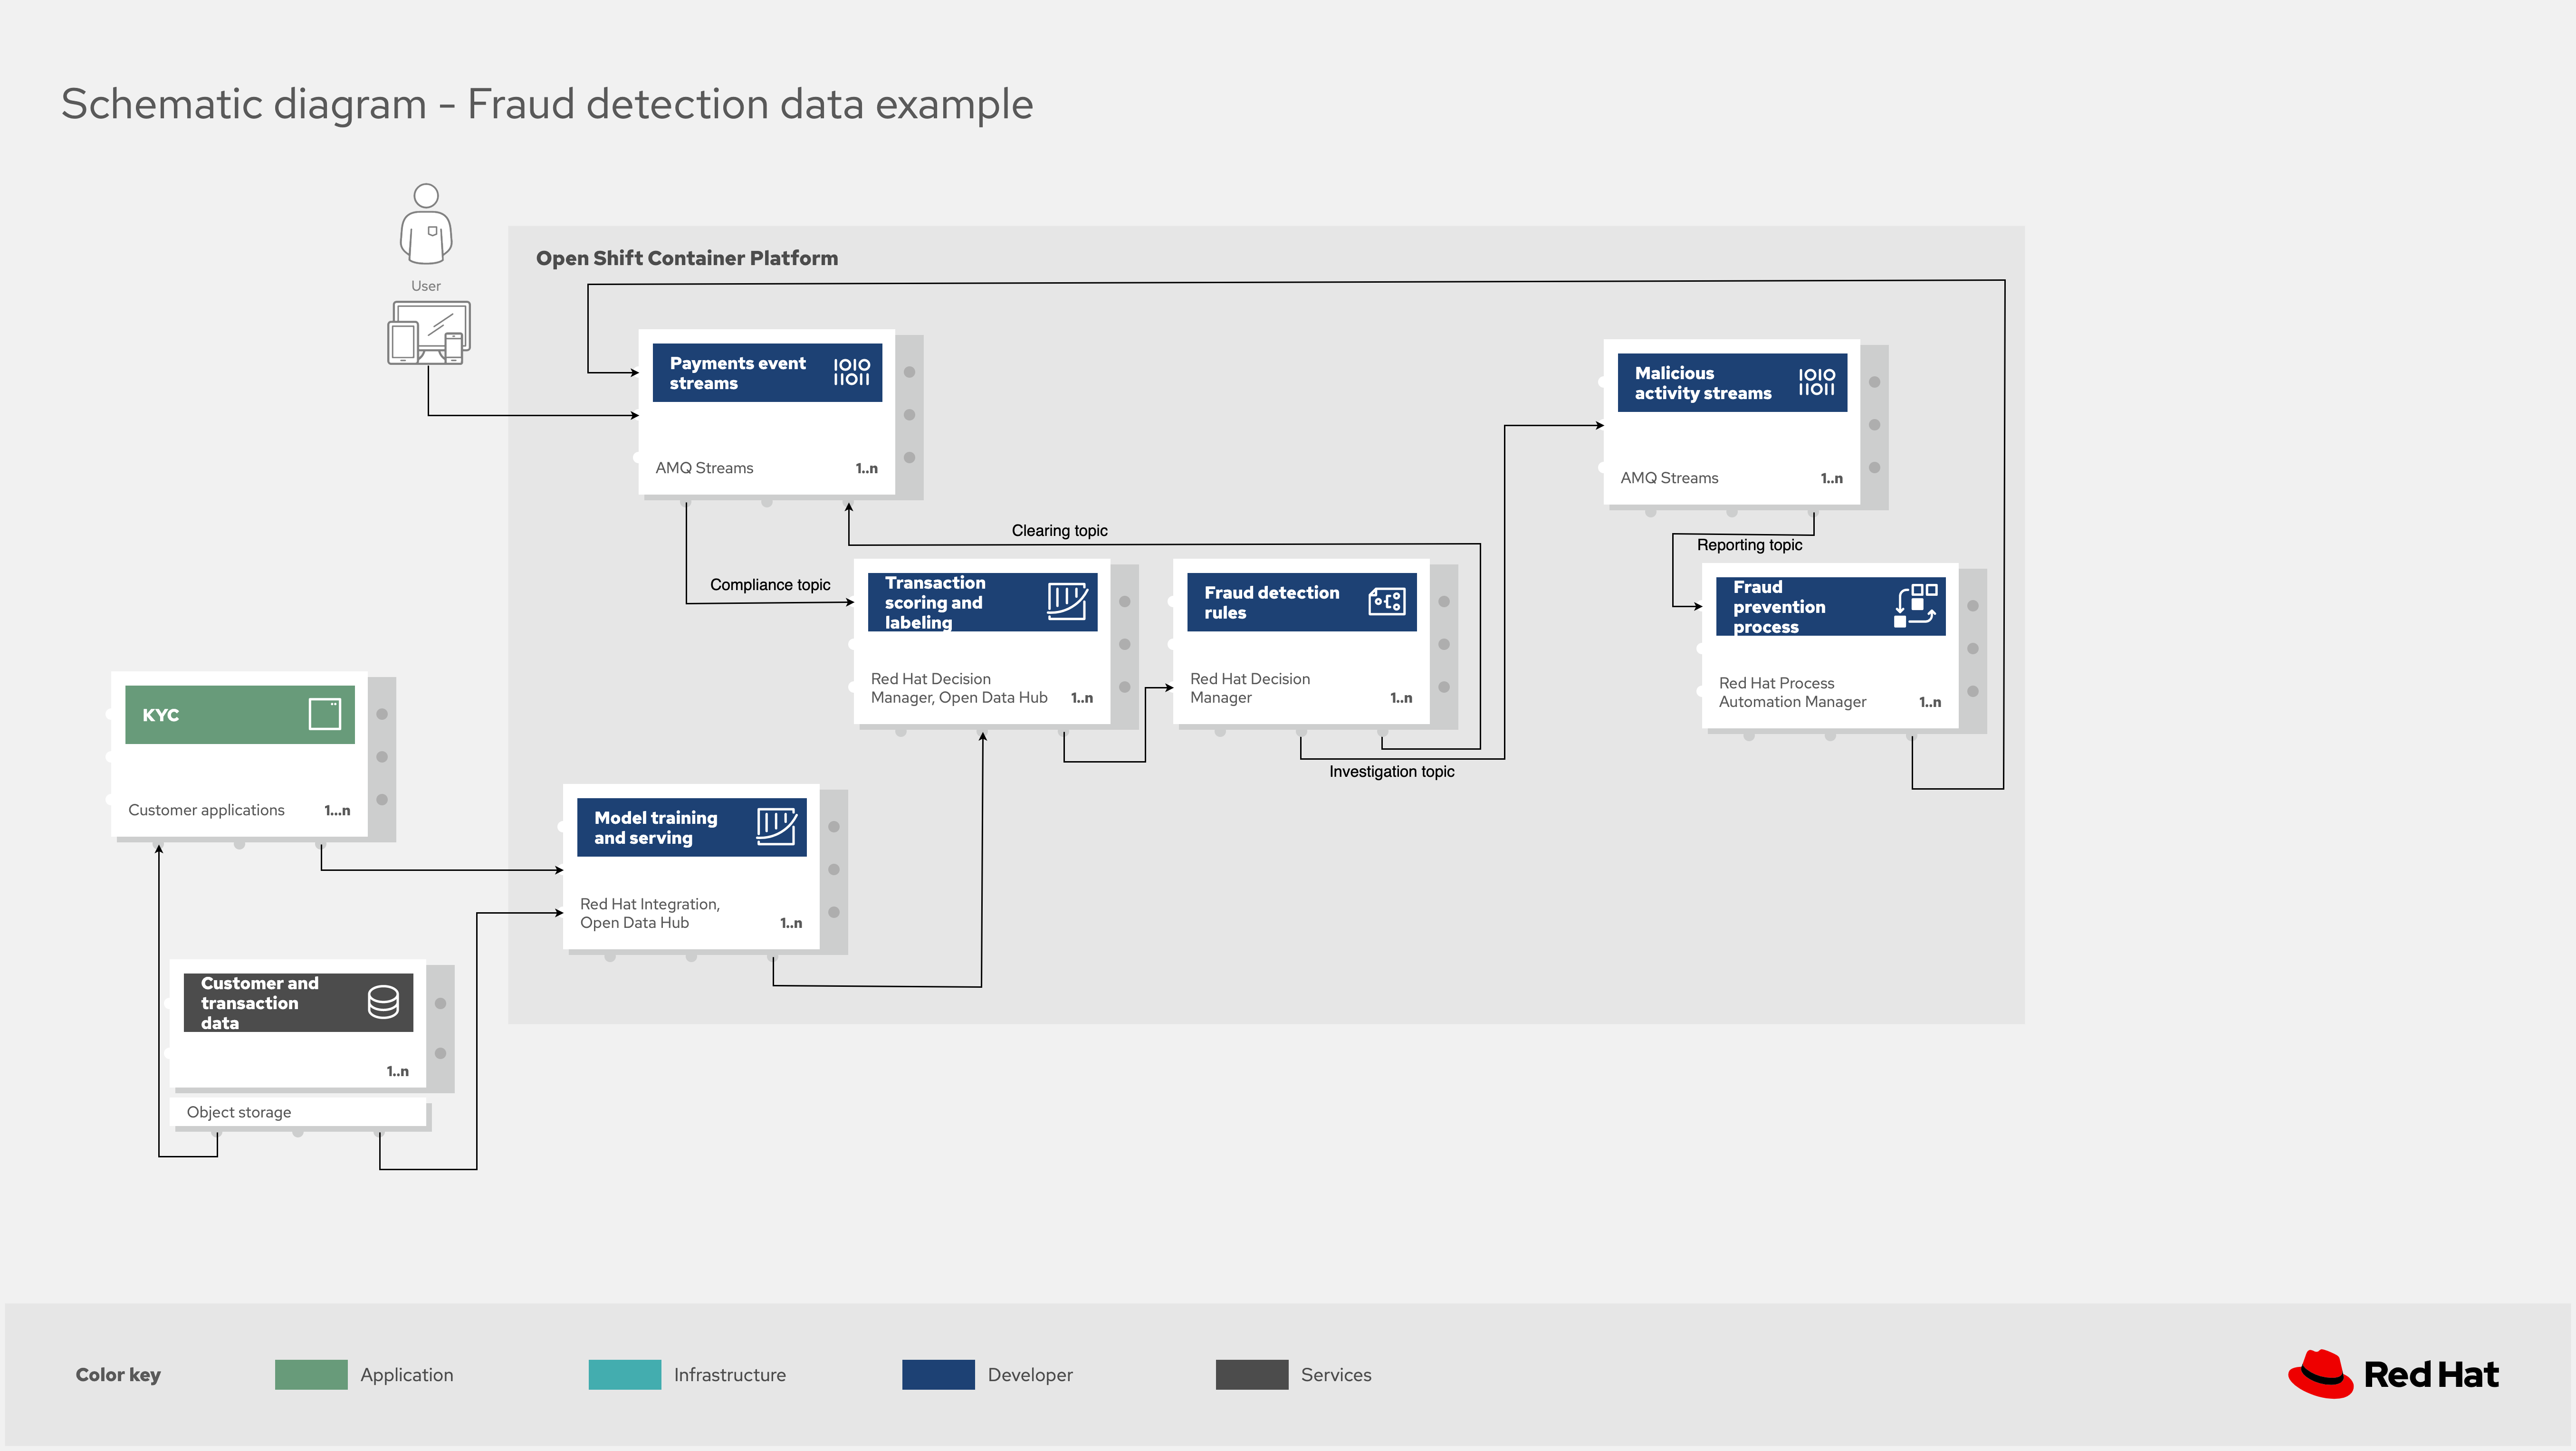 Schematic diagram - Fraud detection data example
User
Open Shift Container Platform
Payments event
streams
1010
11011
AMQ Streams
1..n
Malicious
activity streams
1010
11011
AMQ Streams
1..n
Clearing topic
Reporting topic
Compliance topic
Transaction
scoring and
labeling
Red Hat Decision
Manager, Open Data Hub
1..n
Fraud detection
rules
Red Hat Decision
Manager
1..n
Fraud
prevention
process
Red Hat Process
Automation Manager
1..n
Investigation topic
KYC
Customer applications
1...n
Model training
and serving
Red Hat Integration,
Open Data Hub
1..n
Customer and
transaction
data
1..n
Object storage
Color key
Application
Infrastructure
Developer
Services
Red Hat